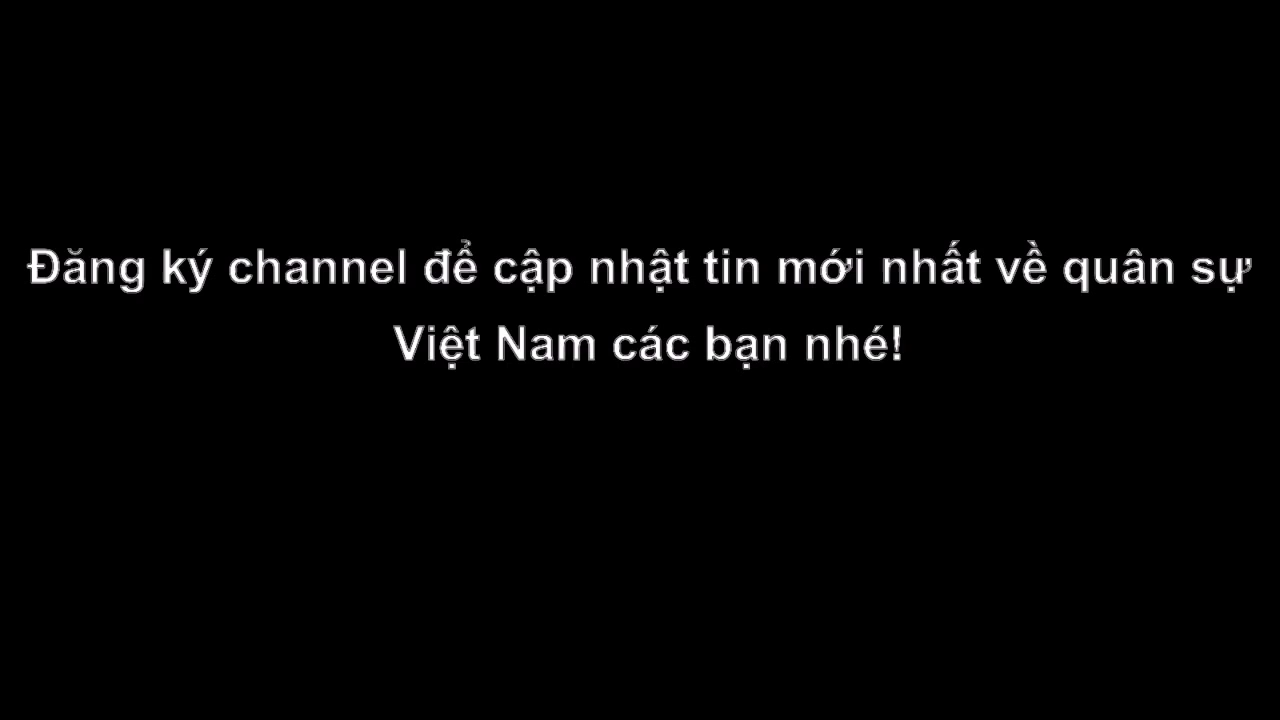 Đăng ký channel để cập nhật tin mới nhất về quân sự
Việt Nam các bạn nhé!